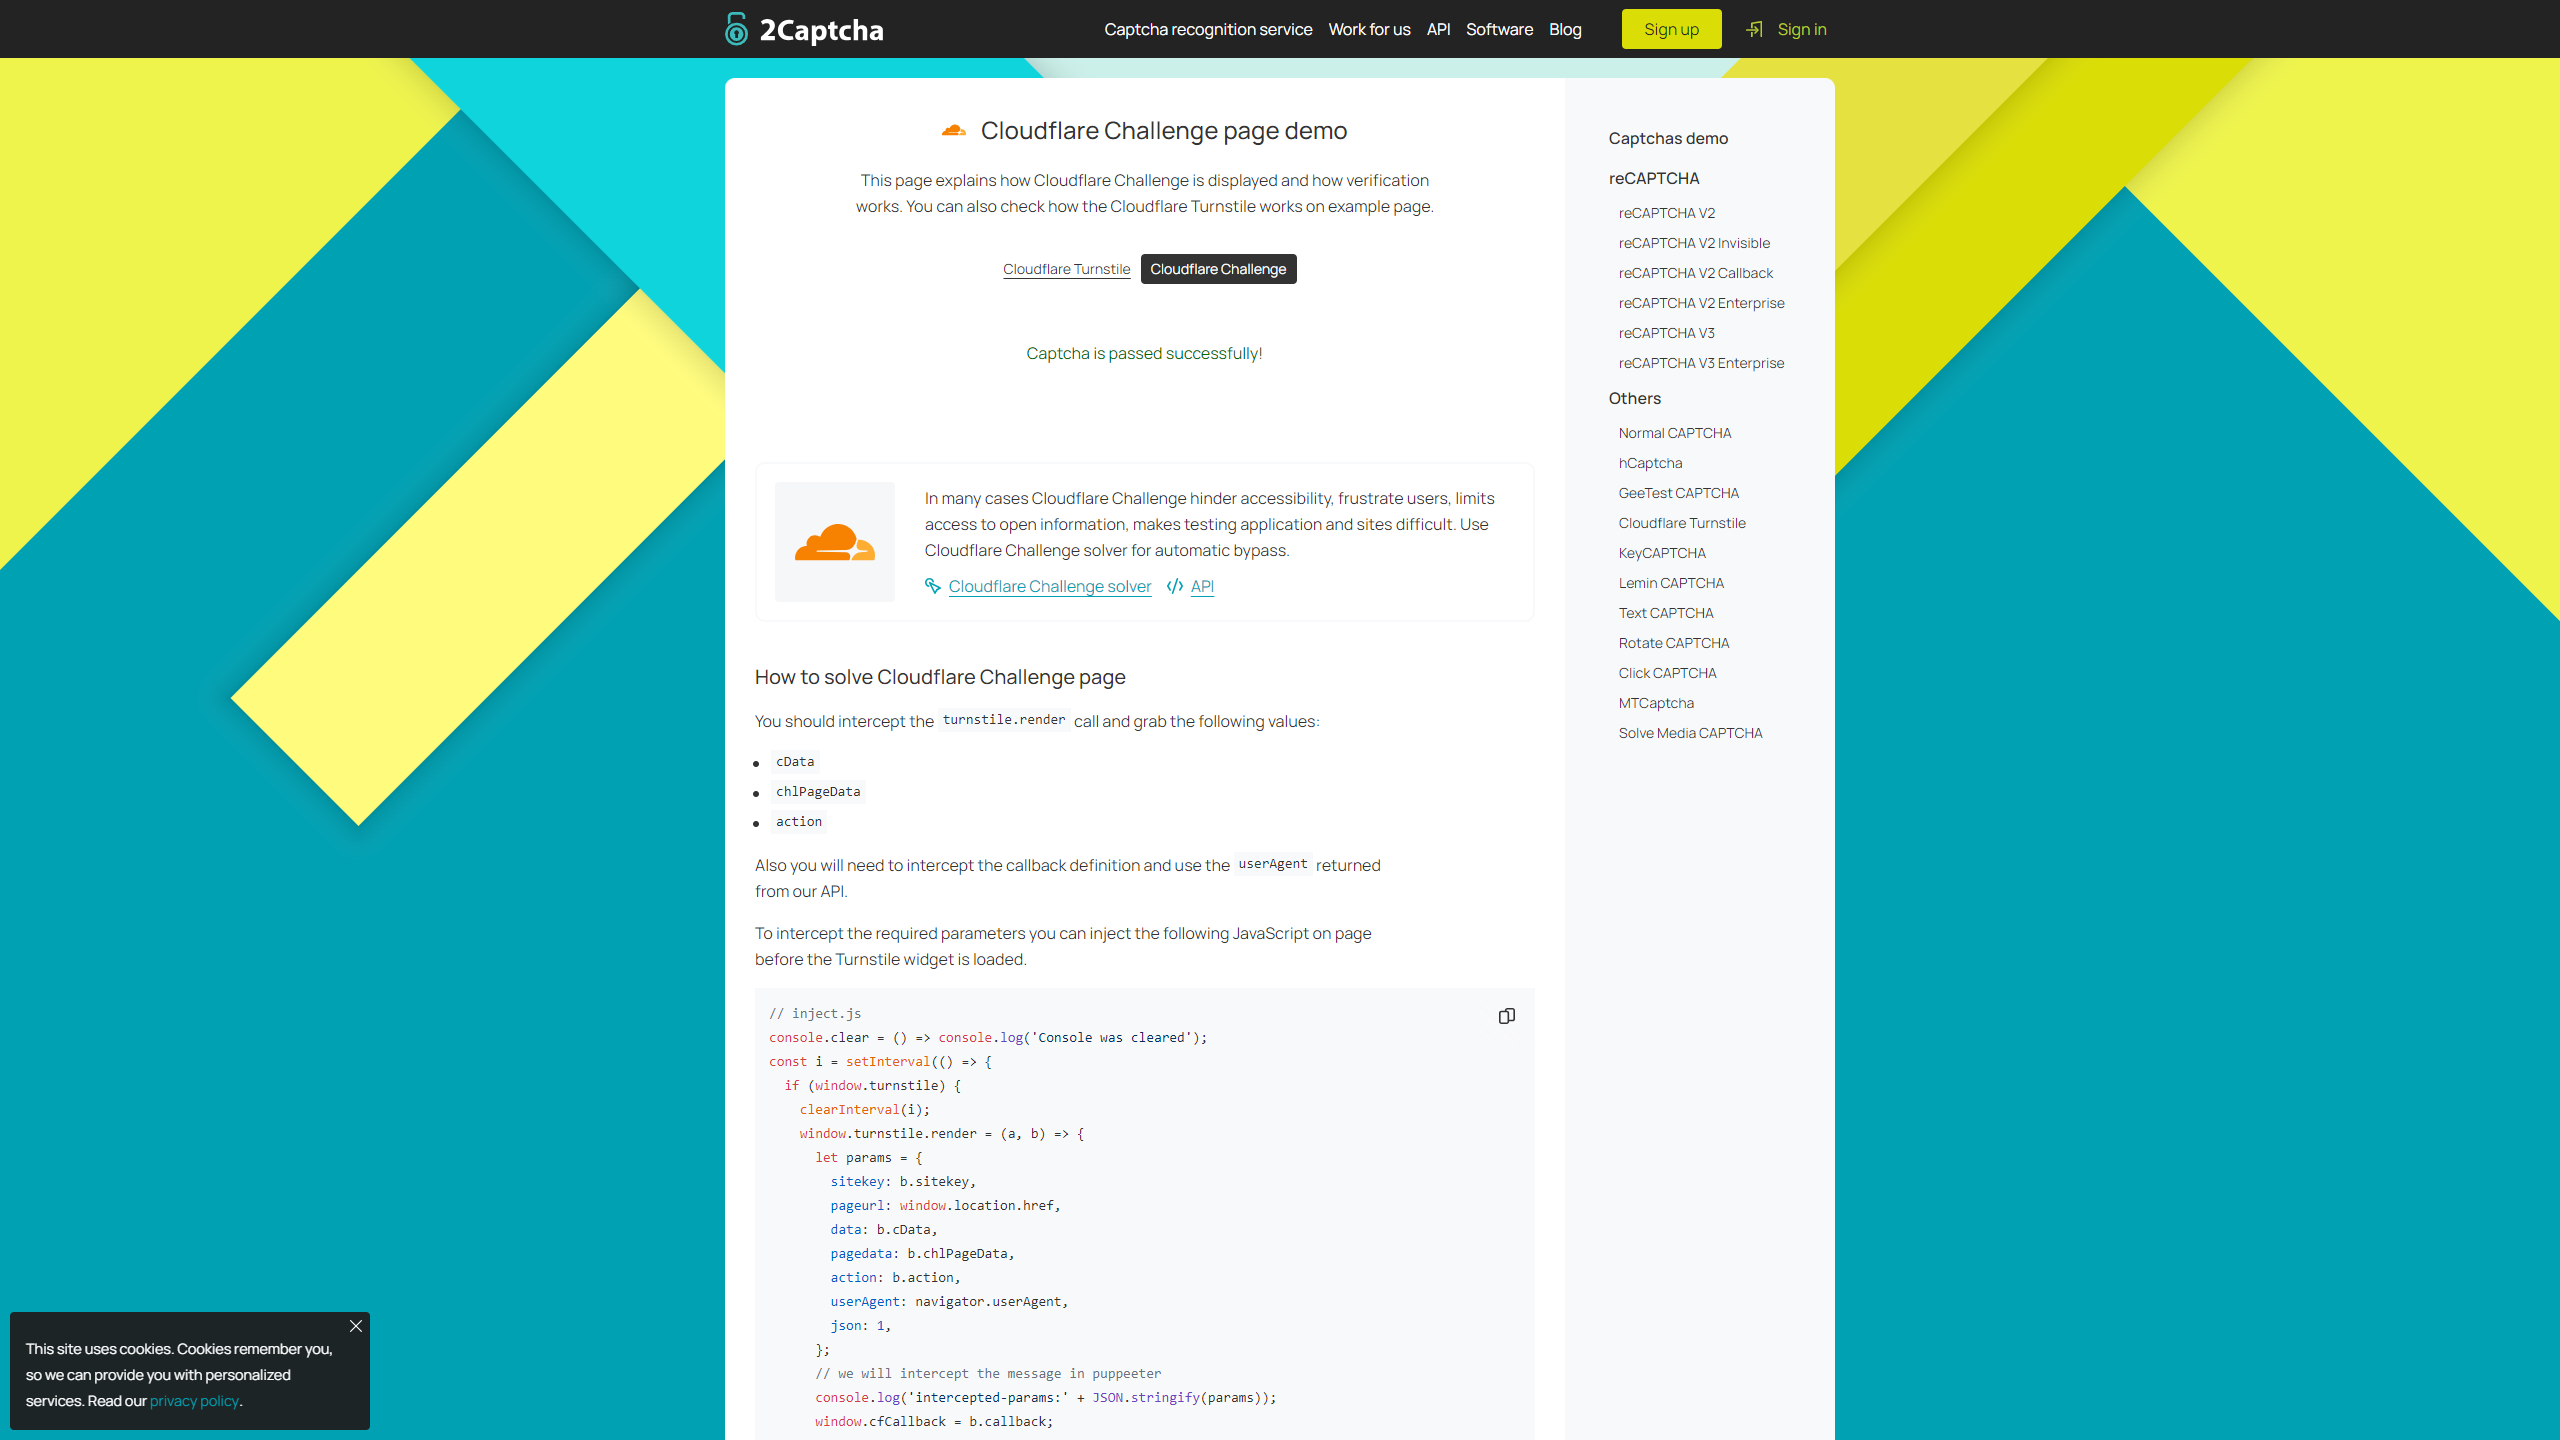 2Captcha
Captcha recognition service
Work for us
API
Software
Blog
Sign up
Sign in
Cloudflare Challenge page demo
This page explains how Cloudflare Challenge is displayed and how verification
works. You can also check how the Cloudflare Turnstile works on example page.
Cloudflare Turnstile
Cloudflare Challenge
Captcha is passed successfully!
In many cases Cloudflare Challenge hinder accessibility, frustrate users, limits
access to open information, makes testing application and sites difficult. Use
Cloudflare Challenge solver for automatic bypass.
Cloudflare Challenge solver
API
How to solve Cloudflare Challenge page
You should intercept the turnstile.render call and grab the following values:
cData
chlPageData
action
Also you will need to intercept the callback definition and use the userAgent returned
from our API.
To intercept the required parameters you can inject the following JavaScript on page
before the Turnstile widget is loaded.
// inject.js
console.clear = () => console.log('Console was cleared');
const i = setInterval(() => {
if (window.turnstile) {
clearInterval(i);
window.turnstile.render = (a, b) => {
let params = {
sitekey: b.sitekey,
pageurl: window.location.href,
data: b.cData,
pagedata: b.chlPageData,
action: b.action,
userAgent: navigator.userAgent,
json: 1,
};
// we will intercept the message in puppeeter
console.log('intercepted-params:' + JSON.stringify(params));
window.cfCallback = b.callback;
Captchas demo
reCAPTCHA
reCAPTCHA V2
reCAPTCHA V2 Invisible
reCAPTCHA V2 Callback
reCAPTCHA V2 Enterprise
reCAPTCHA V3
reCAPTCHA V3 Enterprise
Others
Normal CAPTCHA
hCaptcha
GeeTest CAPTCHA
Cloudflare Turnstile
KeyCAPTCHA
Lemin CAPTCHA
Text CAPTCHA
Rotate CAPTCHA
Click CAPTCHA
MTCaptcha
Solve Media CAPTCHA
This site uses cookies. Cookies remember you,
so we can provide you with personalized
services. Read our privacy policy.